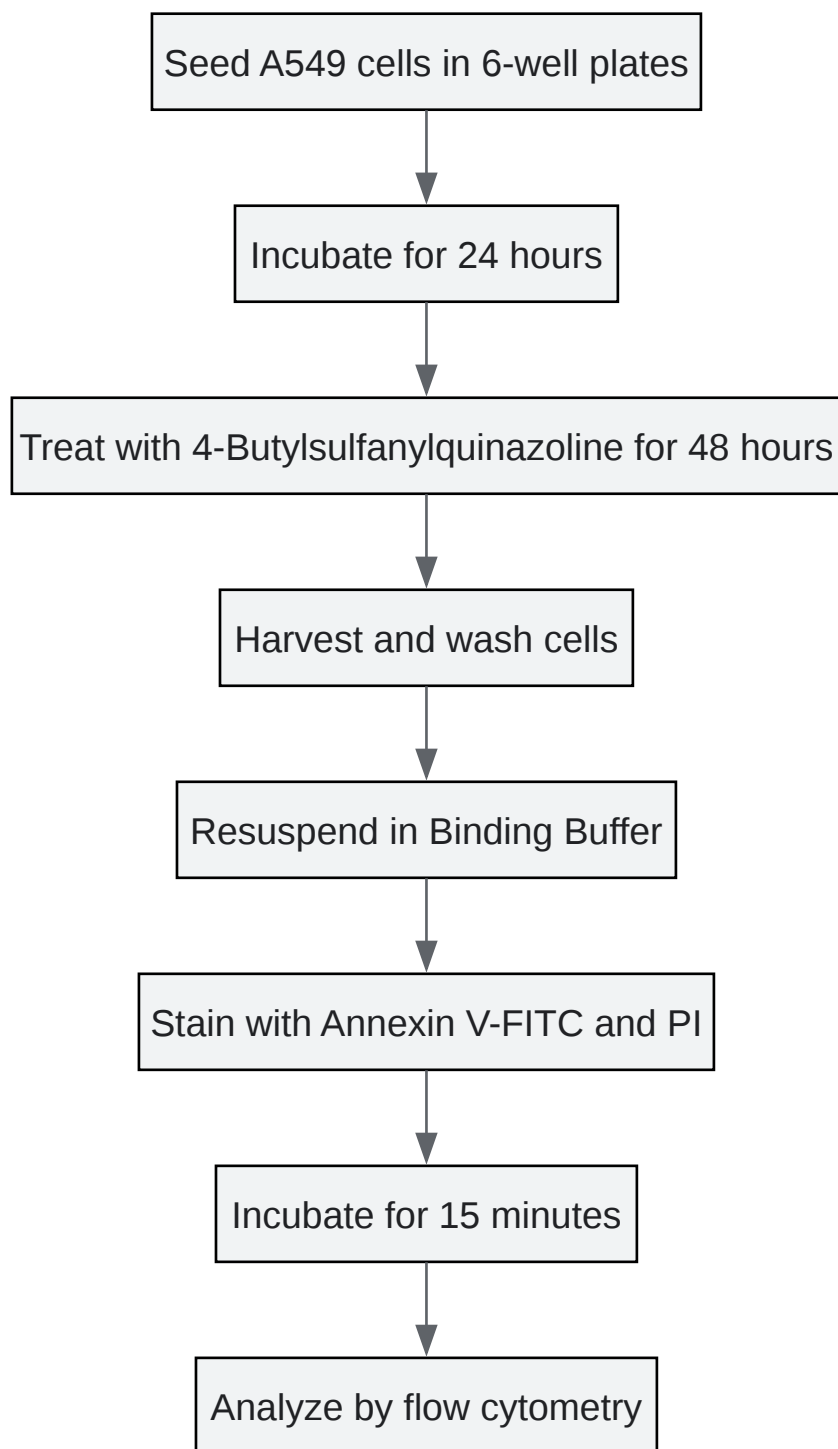 Seed A549 cells in 6-well plates
Incubate for 24 hours
Treat with 4-Butylsulfanylquinazoline for 48 hours
Harvest and wash cells
Resuspend in Binding Buffer
Stain with Annexin V-FITC and PI
Incubate for 15 minutes
Analyze by flow cytometry